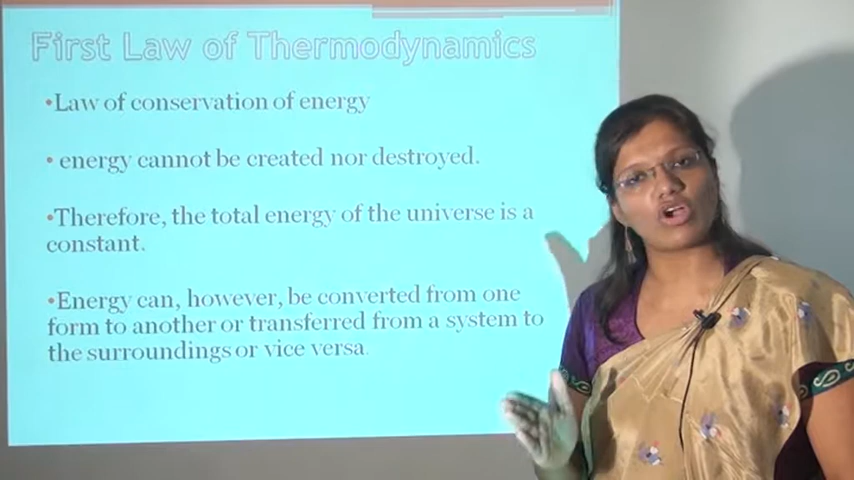 First Law of Thermodynamics
•Law of conservation of energy
• energy cannot be created nor destroyed.
•Therefore, the total energy of the universe is a
constant.
•Energy can, however, be converted from one
form to another or transferred from a system to
the surroundings or vice versa.